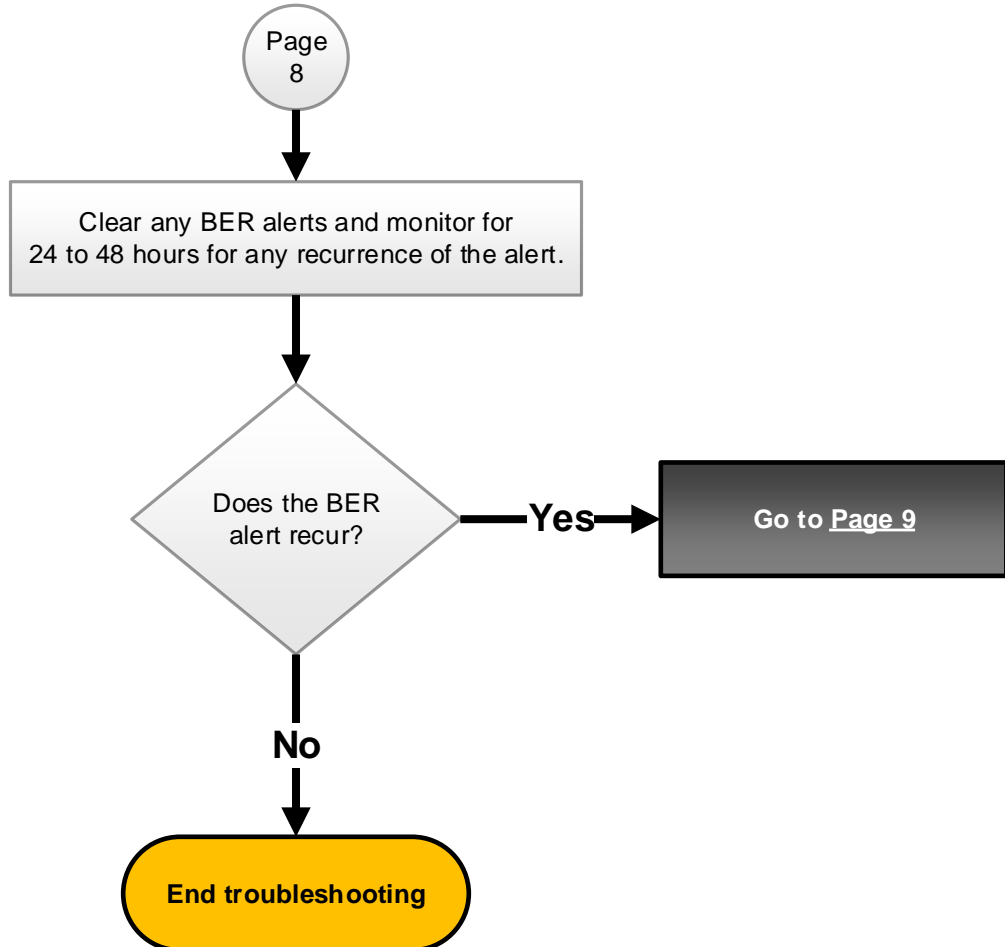 Page
8
Clear any BER alerts and monitor for
24 to 48 hours for any recurrence of the alert.
Does the BER
alert recur?
Yes
Go to Page 9
No
End troubleshooting